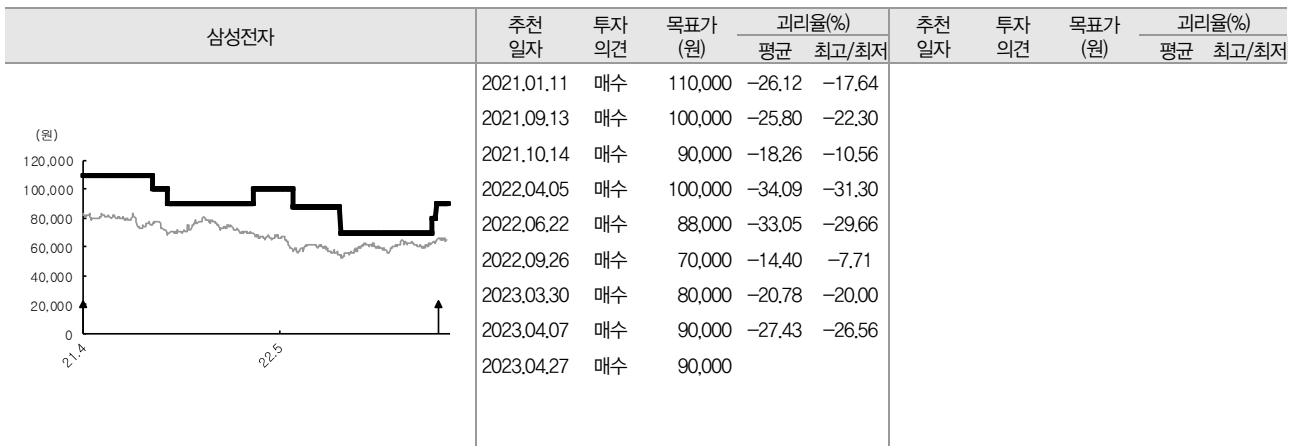 삼성전자
추천 일자 투자 의견 목표가 (원) 괴리율(%) 평균 최고/최저 추천 일자 투자 의견 목표가 (원) 괴리율(%) 평균 최고/최저
2021.01.11 매수 110,000 -26.12 -17.64
2021.09.13 매수 100,000 -25.80 -22.30
2021.10.14 매수 90,000 -18.26 -10.56
2022.04.05 매수 100,000 -34.09 -31.30
2022.06.22 매수 88,000 -33.05 -29.66
2022.09.26 매수 70,000 -14.40 -7.71
2023.03.30 매수 80,000 -20.78 -20.00
2023.04.07 매수 90,000 -27.43 -26.56
2023.04.27 매수 90,000
(원)
120,000
100,000
80,000
60,000
40,000
20,000
0
21.4
22.5